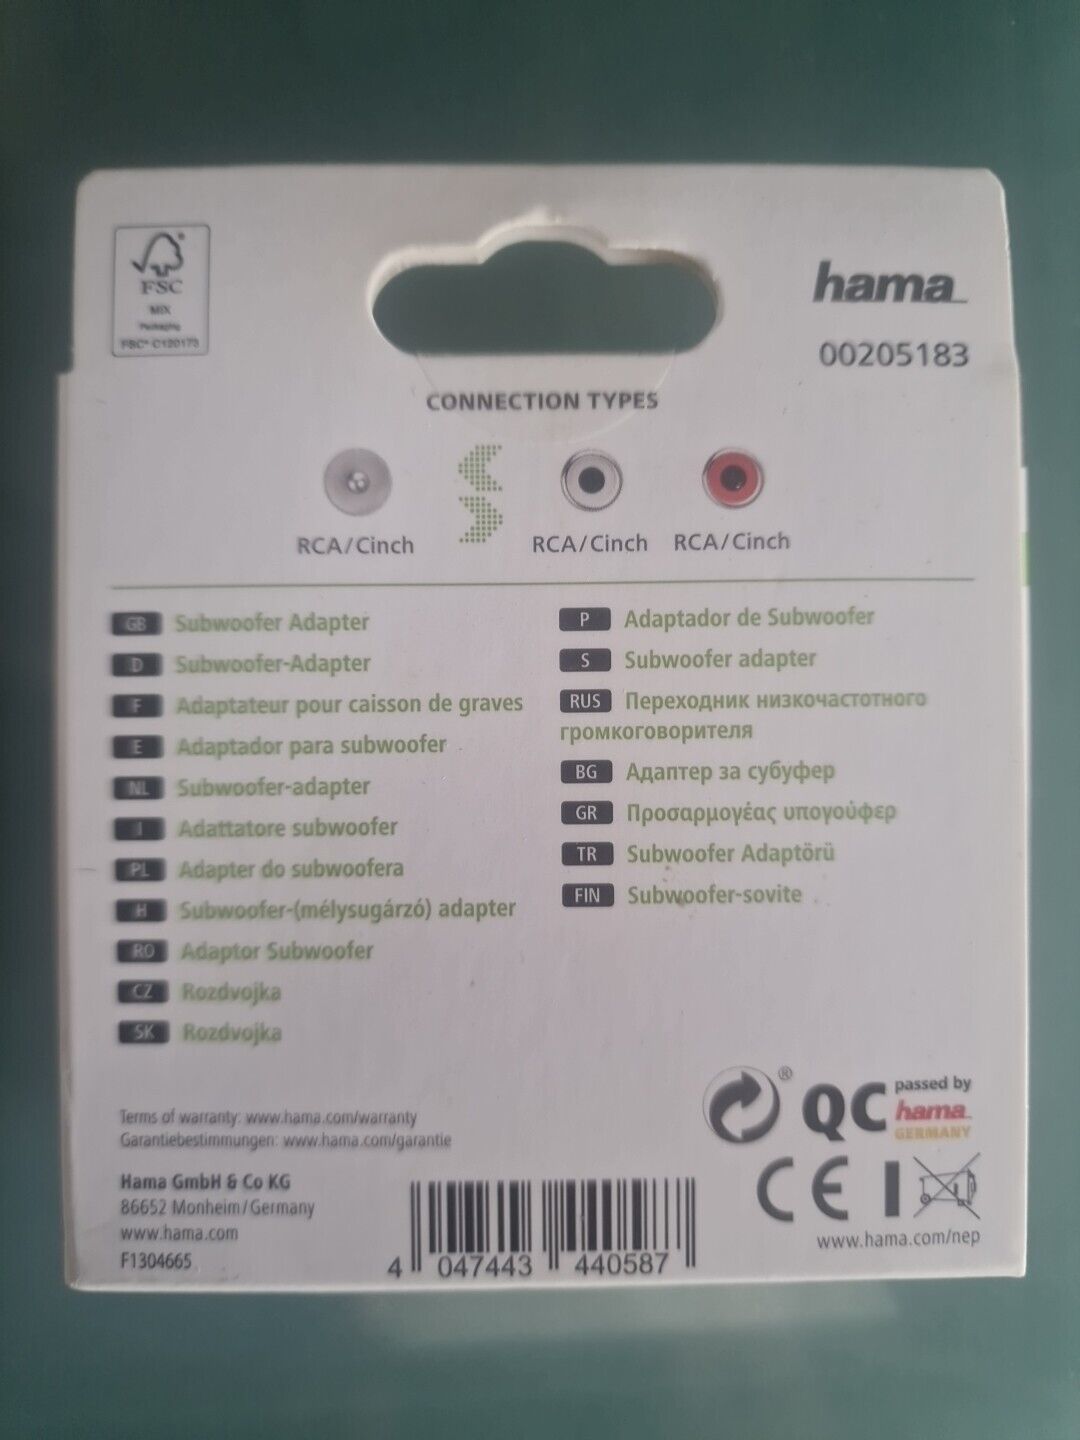 FSC
MIX
Packaging
FSC® C120173
hama
00205183
CONNECTION TYPES
RCA/Cinch
RCA/Cinch
RCA/Cinch
GB Subwoofer Adapter
D Subwoofer-Adapter
F Adaptateur pour caisson de graves
E Adaptador para subwoofer
NL Subwoofer-adapter
I Adattatore subwoofer
PL Adapter do subwoofera
H Subwoofer-(mélysugárzó) adapter
RO Adaptor Subwoofer
CZ Rozdvojka
SK Rozdvojka
P Adaptador de Subwoofer
S Subwoofer adapter
RUS Переходник низкочастотного
громкоговорителя
BG Адаптер за субуфер
GR Προσαρμογέας υπογούφερ
TR Subwoofer Adaptörü
FIN Subwoofer-sovite
Terms of warranty: www.hama.com/warranty
Garantiebestimmungen: www.hama.com/garantie
Hama GmbH & Co KG
86652 Monheim/Germany
www.hama.com
F1304665
4 047443 440587
®
QC passed by
hama
GERMANY
CE
www.hama.com/nep